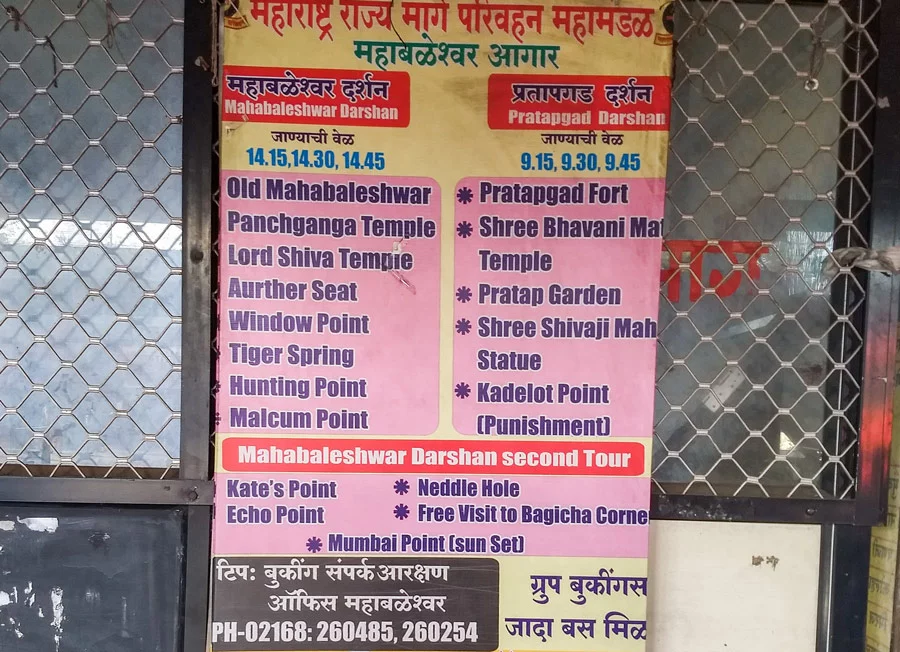 महाराष्ट्र राज्य मार्ग परिवहन महामंडळ
महाबळेश्वर आगार
महाबळेश्वर दर्शन
Mahabaleshwar Darshan
जाण्याची वेळ
14.15,14.30, 14.45
Old Mahabaleshwar
Panchganga Temple
Lord Shiva Temple
Aurther Seat
Window Point
Tiger Spring
Hunting Point
Malcum Point
प्रतापगड दर्शन
Pratapgad Darshan
जाण्याची वेळ
9.15, 9.30, 9.45
Pratapgad Fort
Shree Bhavani Mat
Temple
Pratap Garden
Shree Shivaji Mah
Statue
Kadelot Point
(Punishment)
Mahabaleshwar Darshan second Tour
Kate's Point
Echo Point
Neddle Hole
Free Visit to Bagicha Corne
Mumbai Point (sun Set)
टिप: बुकींग संपर्क आरक्षण
ऑफिस महाबळेश्वर
PH-02168: 260485, 260254
ग्रुप बुकींगस
जादा बस मिळ